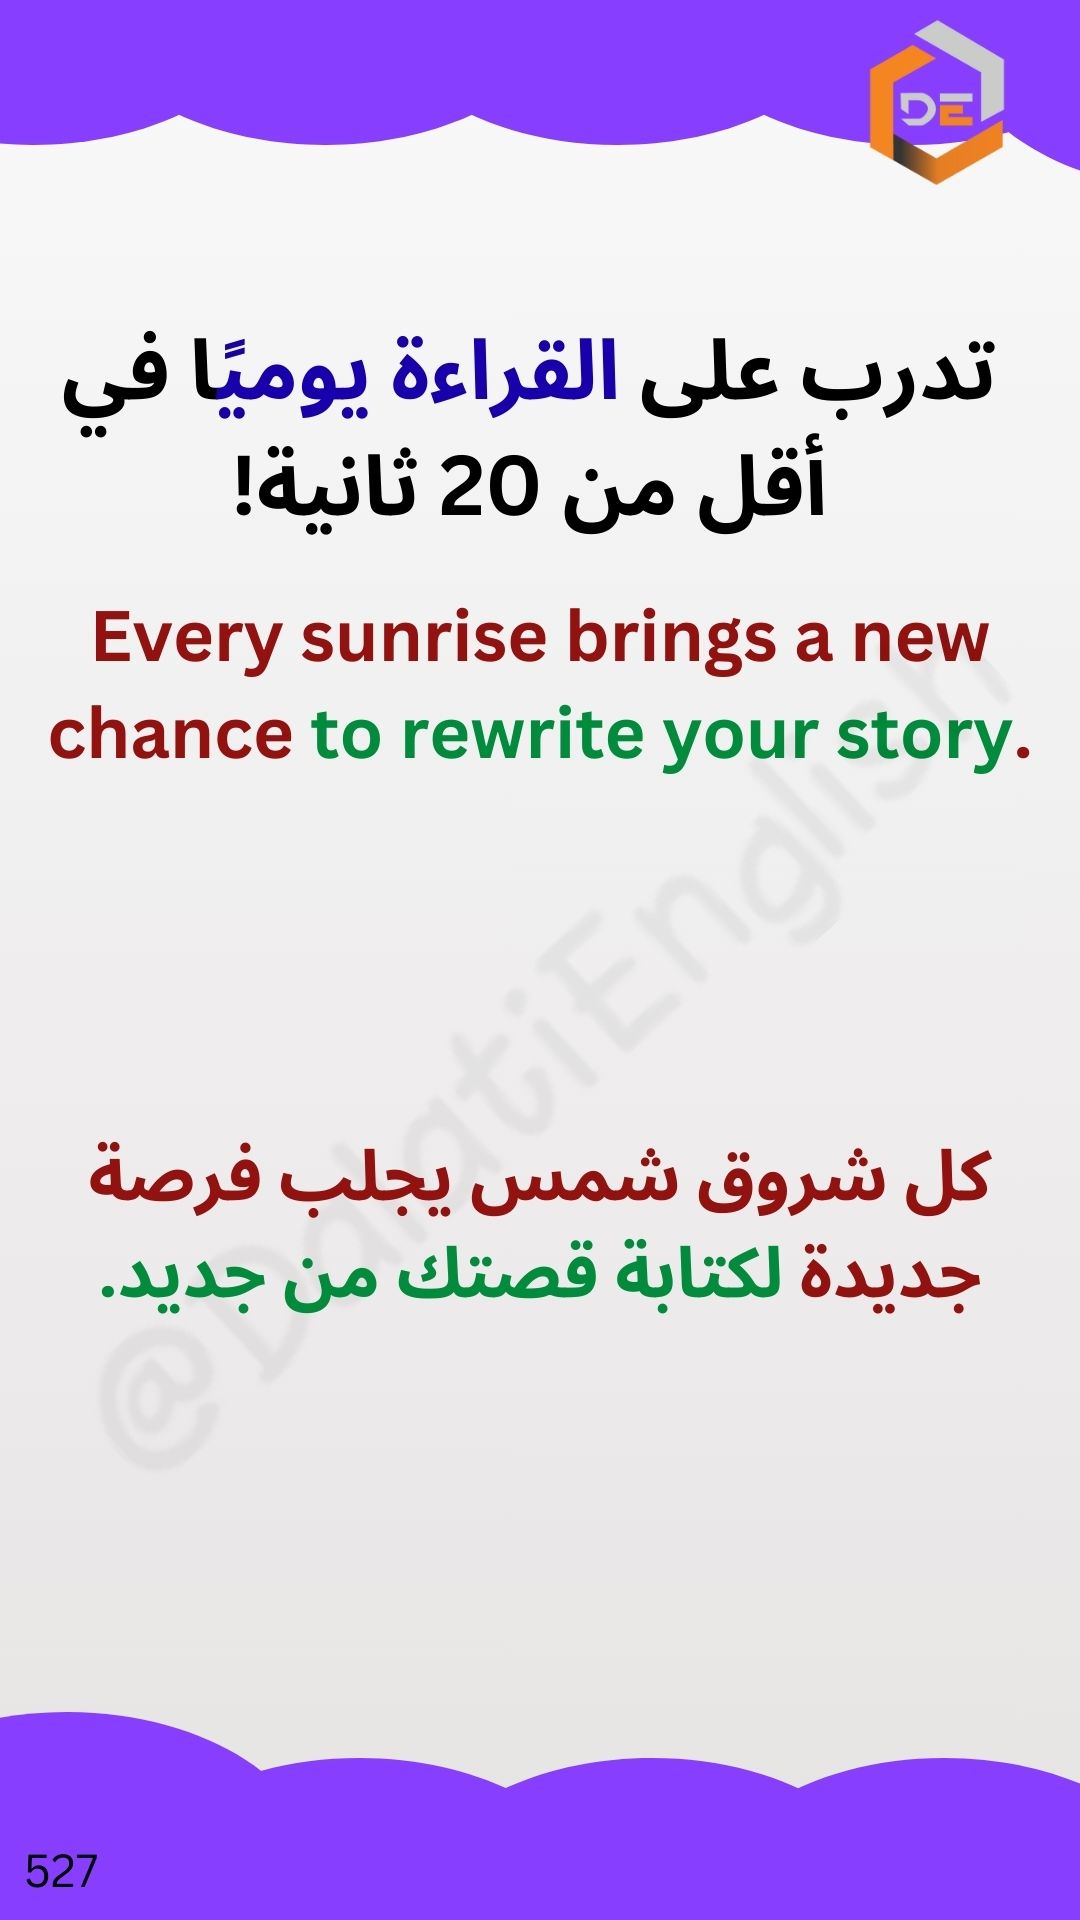 DE
تدرب على القراءة يوميًا في
أقل من 20 ثانية!
Every sunrise brings a new
chance to rewrite your story.
@DalatiEnglish
كل شروق شمس يجلب فرصة
جديدة لكتابة قصتك من جديد.
527